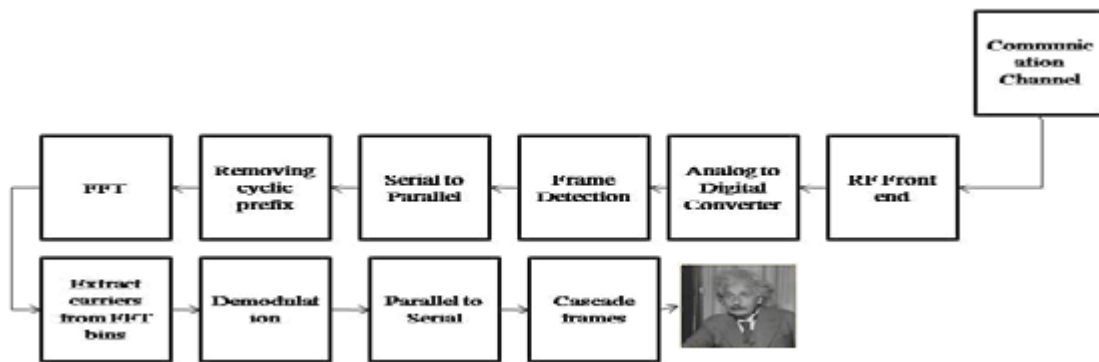 Communic
ation
Channel
RF Front
end
Analog to
Digital
Converter
Frame
Detection
Serial to
Parallel
Removing
cyclic
prefix
FFT
Extract
carriers
from FFT
bins
Demodulat
ion
Parallel to
Serial
Cascade
frames